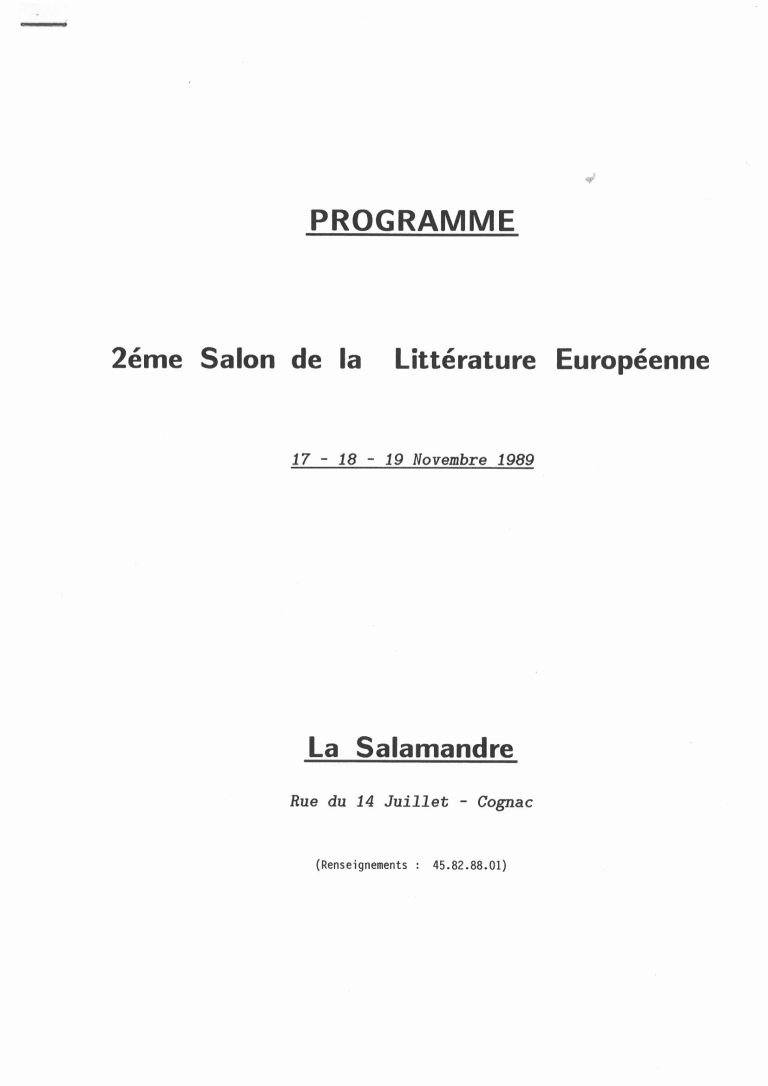 PROGRAMME
2éme Salon de la Littérature Européenne
17 - 18 - 19 Novembre 1989
La Salamandre
Rue du 14 Juillet - Cognac
(Renseignements : 45.82.88.01)